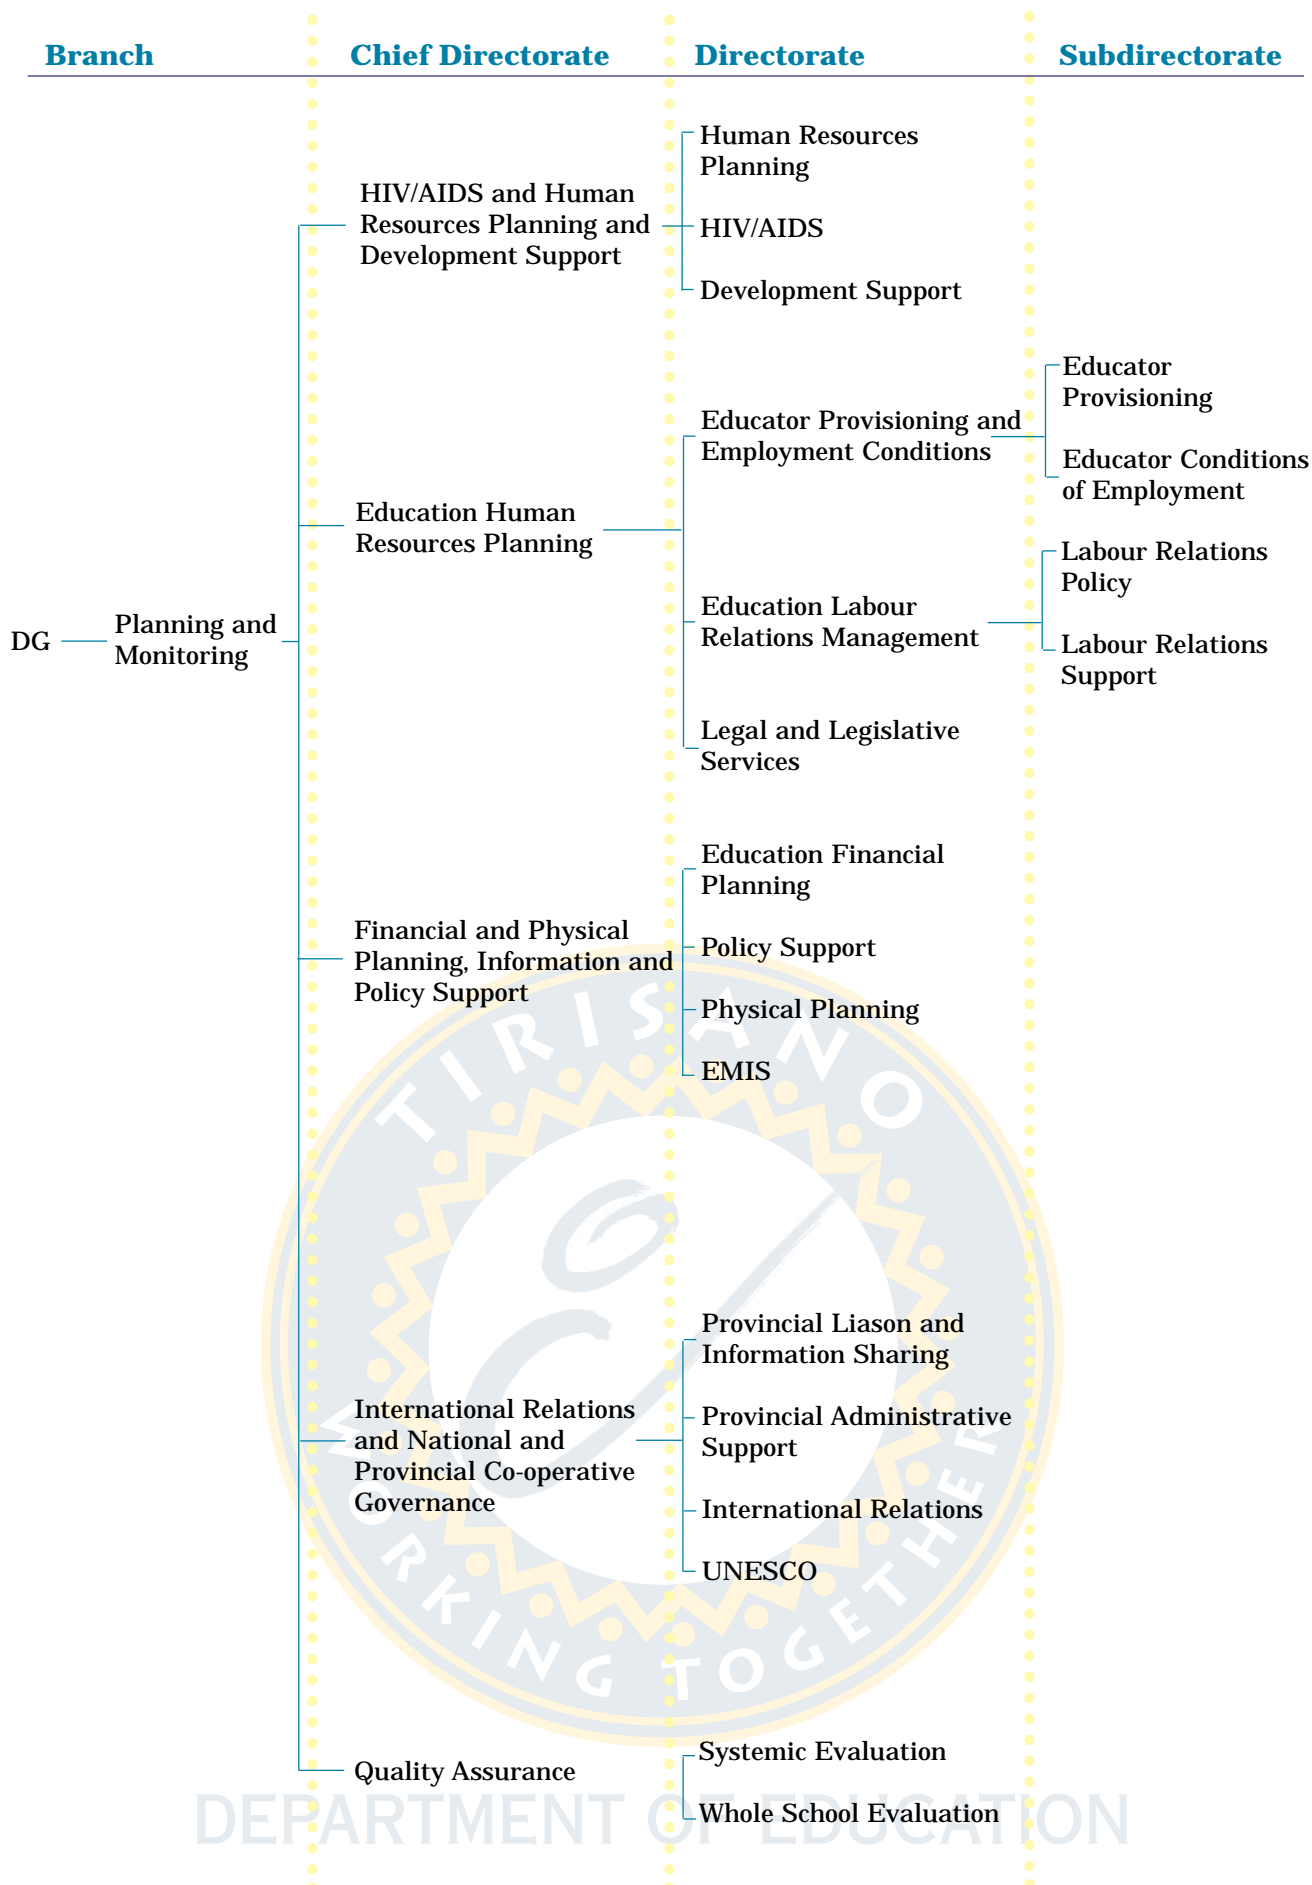 Branch
Chief Directorate
Directorate
Subdirectorate
DG
Planning and
Monitoring
HIV/AIDS and Human
Resources Planning and
Development Support
Human Resources
Planning
HIV/AIDS
Development Support
Education Human
Resources Planning
Educator Provisioning and
Employment Conditions
Educator
Provisioning
Educator Conditions
of Employment
Education Labour
Relations Management
Labour Relations
Policy
Labour Relations
Support
Legal and Legislative
Services
Financial and Physical
Planning, Information and
Policy Support
Education Financial
Planning
Policy Support
Physical Planning
EMIS
International Relations
and National and
Provincial Co-operative
Governance
Provincial Liason and
Information Sharing
Provincial Administrative
Support
International Relations
UNESCO
Quality Assurance
Systemic Evaluation
Whole School Evaluation
TIRISANO
WORKING TOGETHER
DEPARTMENT OF EDUCATION